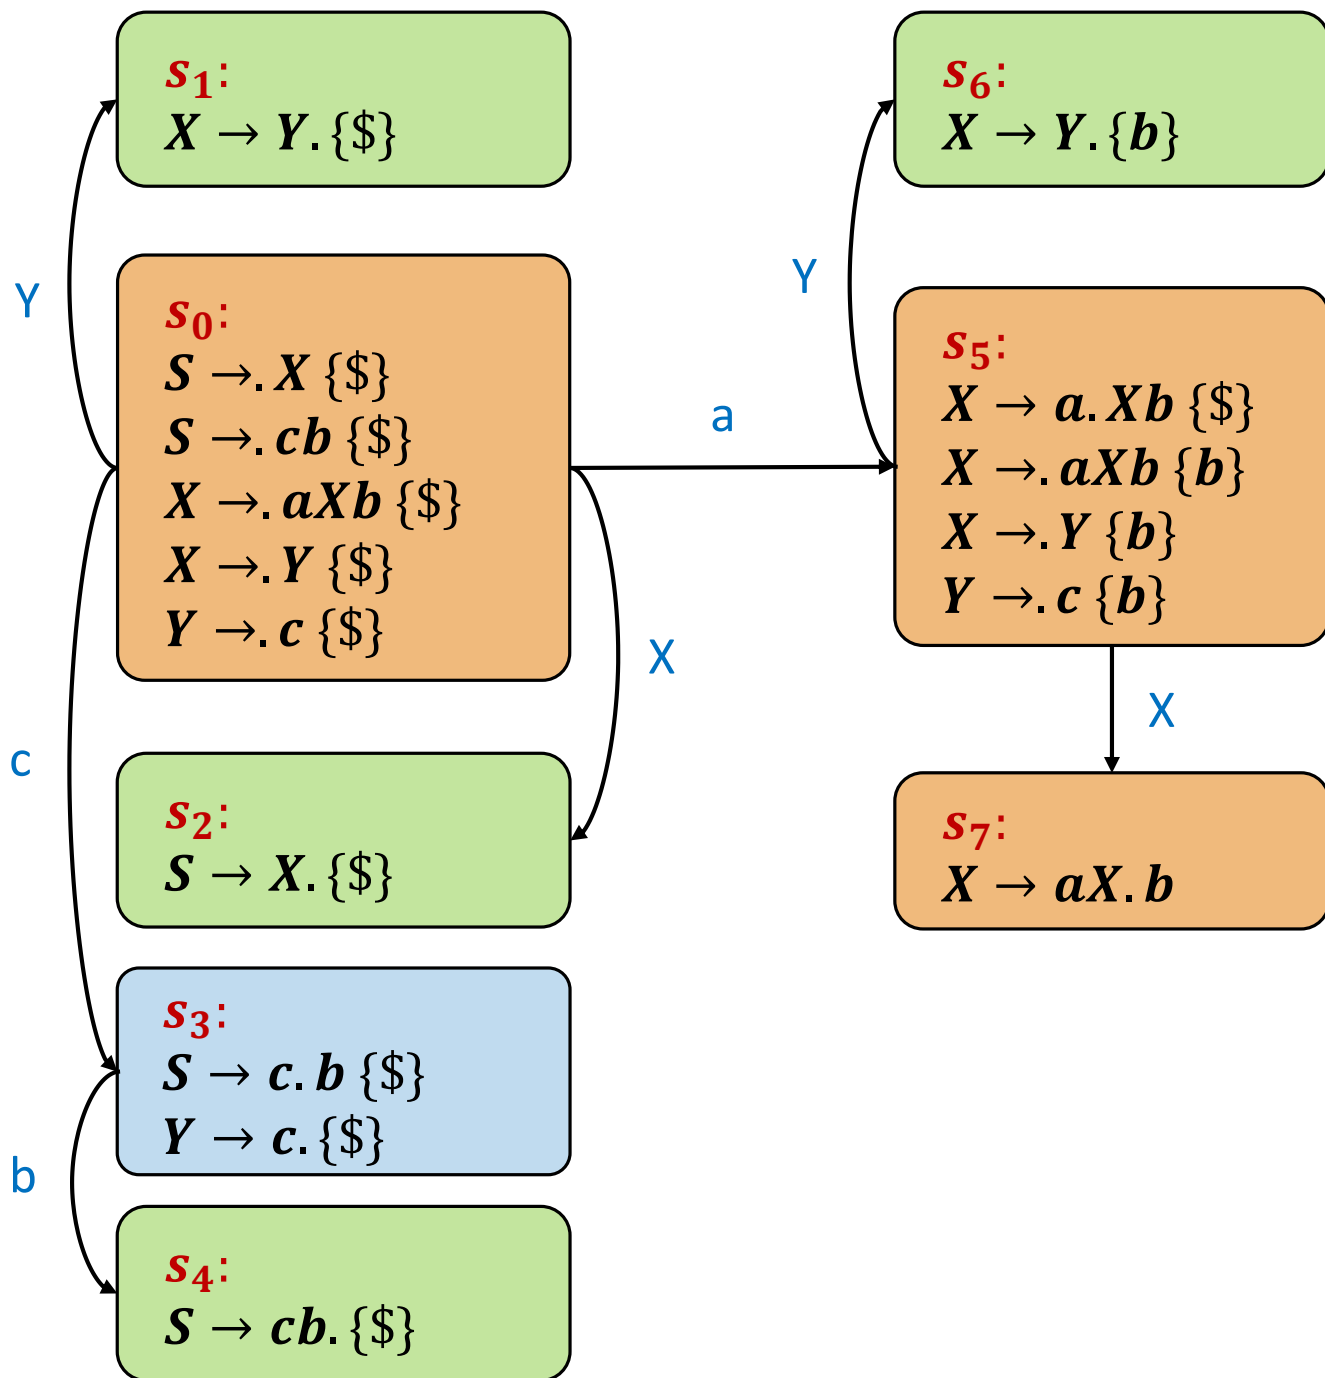 s₁:
X → Y. {$}
s₆:
X → Y. {b}
Y
s₀:
S →. X {$}
S →. cb {$}
X →. aXb {$}
X →. Y {$}
Y →. c {$}
a
Y
s₅:
X → a. Xb {$}
X →. aXb {b}
X →. Y {b}
Y →. c {b}
X
X
c
s₂:
S → X. {$}
s₇:
X → aX. b
s₃:
S → c. b {$}
Y → c. {$}
b
s₄:
S → cb. {$}